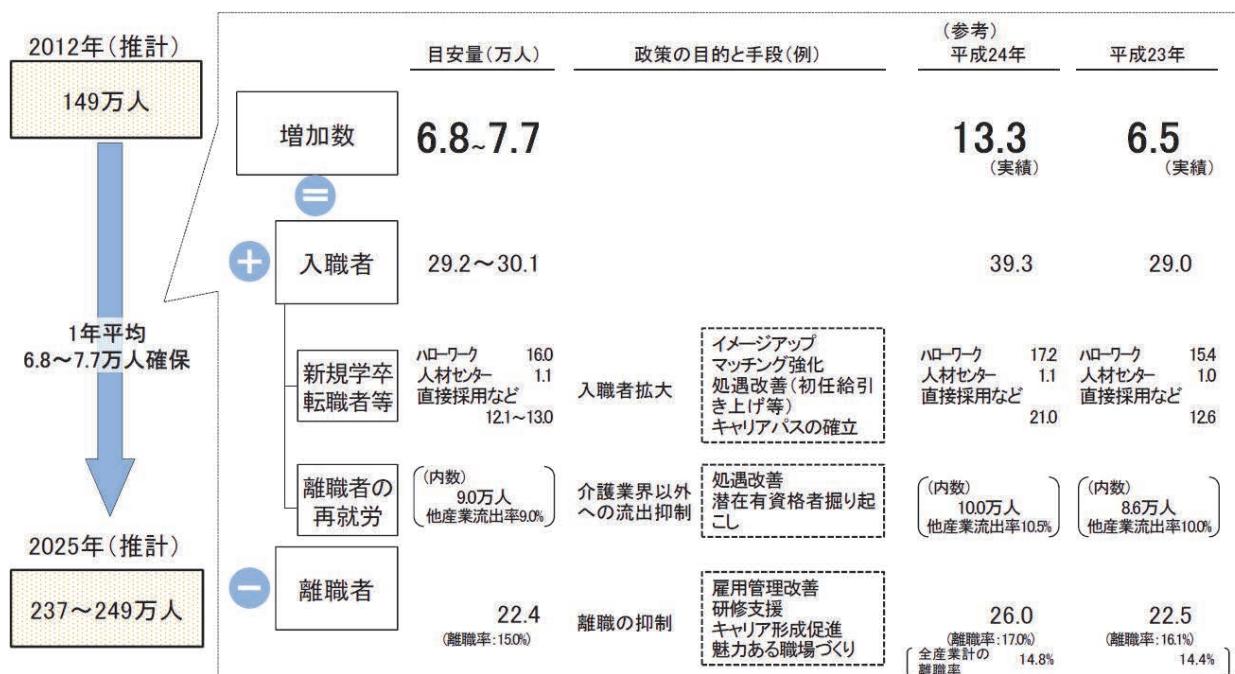 2012年(推計)
149万人
1年平均
6.8～7.7万人確保
2025年(推計)
237～249万人
目安量(万人)
政策の目的と手段(例)
(参考)
平成24年
平成23年
増加数
6.8～7.7
13.3
(実績)
6.5
(実績)
=
+
入職者
29.2～30.1
39.3
29.0
新規学卒
転職者等
ハローワーク 16.0
人材センター 1.1
直接採用など
12.1～13.0
入職者拡大
イメージアップ
マッチング強化
処遇改善(初任給引
き上げ等)
キャリアパスの確立
ハローワーク 17.2
人材センター 1.1
直接採用など
21.0
ハローワーク 15.4
人材センター 1.0
直接採用など
12.6
離職者の
再就労
(内数)
9.0万人
他産業流出率9.0%
介護業界以外
への流出抑制
処遇改善
潜在有資格者掘り起
こし
(内数)
10.0万人
他産業流出率10.5%
(内数)
8.6万人
他産業流出率10.0%
-
離職者
22.4
(離職率:15.0%)
離職の抑制
雇用管理改善
研修支援
キャリア形成促進
魅力ある職場づくり
26.0
(離職率:17.0%)
22.5
(離職率:16.1%)
全産業計の
離職率
14.8%
14.4%